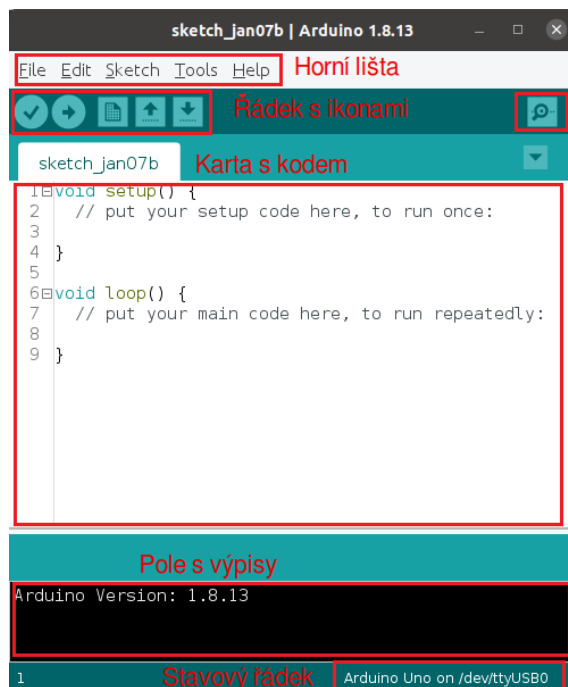 sketch_jan07b | Arduino 1.8.13
File Edit Sketch Tools Help Horní lišta
Řádek s ikonami
sketch_jan07b Karta s kodem
1 void setup() {
2 // put your setup code here, to run once:
3
4 }
5
6 void loop() {
7 // put your main code here, to run repeatedly:
8
9 }
Pole s výpisy
Arduino Version: 1.8.13
1 Stavový řádek Arduino Uno on /dev/ttyUSB0